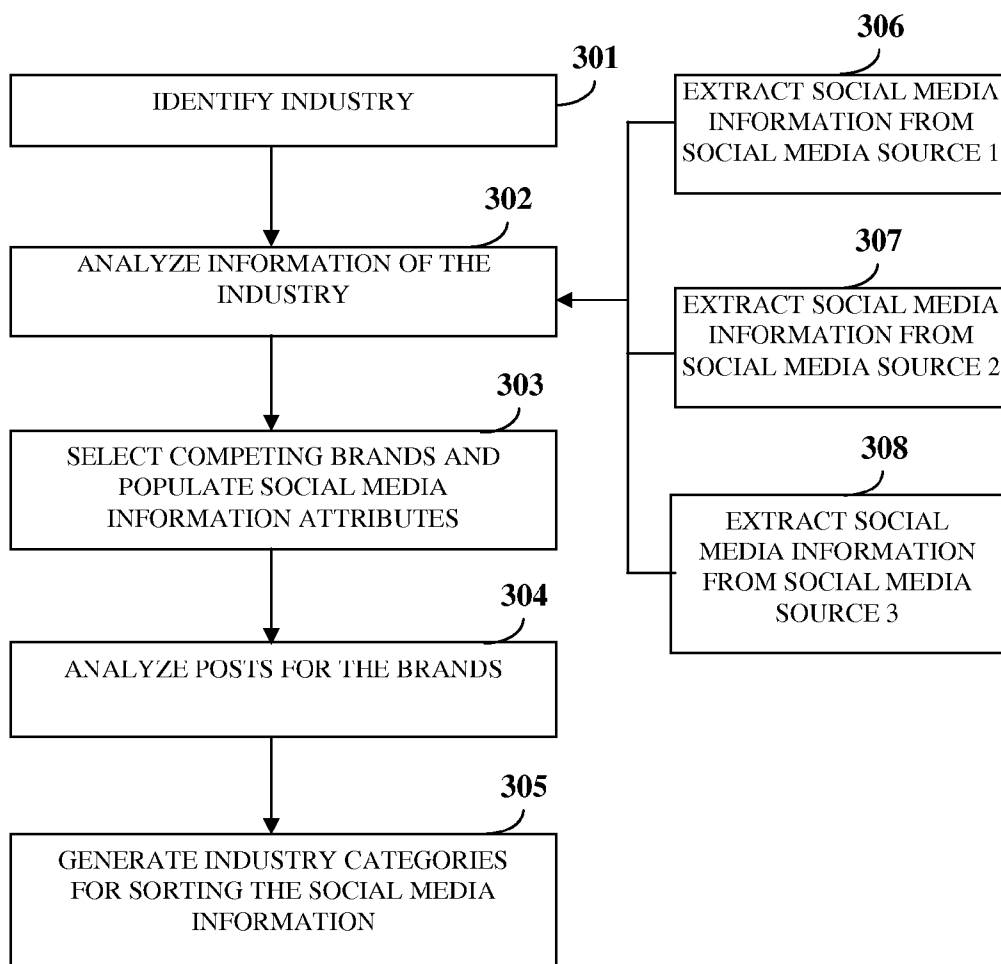 301
IDENTIFY INDUSTRY
302
ANALYZE INFORMATION OF THE
INDUSTRY
303
SELECT COMPETING BRANDS AND
POPULATE SOCIAL MEDIA
INFORMATION ATTRIBUTES
304
ANALYZE POSTS FOR THE BRANDS
305
GENERATE INDUSTRY CATEGORIES
FOR SORTING THE SOCIAL MEDIA
INFORMATION
306
EXTRACT SOCIAL MEDIA
INFORMATION FROM
SOCIAL MEDIA SOURCE 1
307
EXTRACT SOCIAL MEDIA
INFORMATION FROM
SOCIAL MEDIA SOURCE 2
308
EXTRACT SOCIAL
MEDIA INFORMATION
FROM SOCIAL MEDIA
SOURCE 3